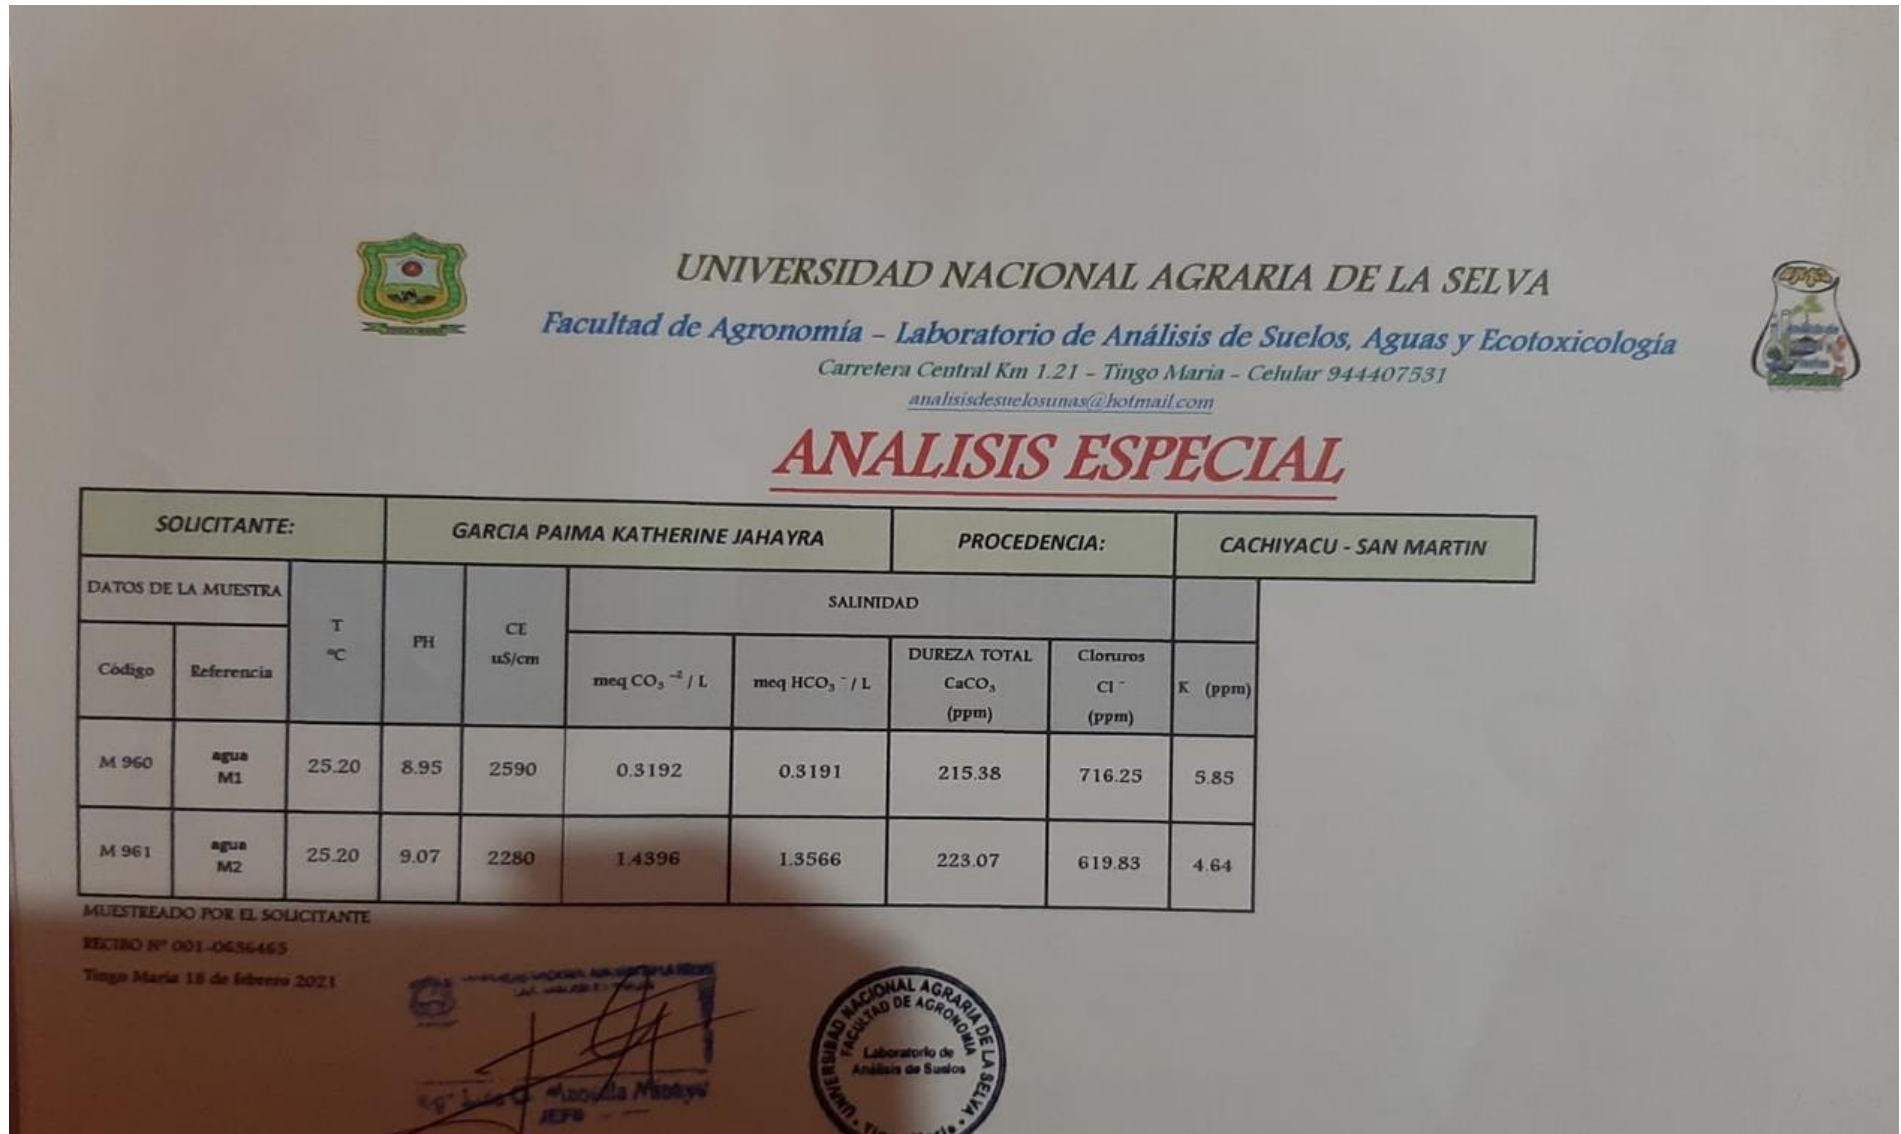 UNIVERSIDAD NACIONAL AGRARIA DE LA SELVA
Facultad de Agronomía – Laboratorio de Análisis de Suelos, Aguas y Ecotoxicología
Carretera Central Km 1.21 – Tingo Maria – Celular 944407531
analisisdesuelosunas@hotmail.com
ANALISIS ESPECIAL
SOLICITANTE: GARCIA PAIMA KATHERINE JAHAYRA PROCEDENCIA: CACHIYACU - SAN MARTIN
DATOS DE LA MUESTRA T °C PH CE uS/cm SALINIDAD
Código Referencia meq CO₃ ⁻² / L meq HCO₃ ⁻ / L DUREZA TOTAL CaCO₃ (ppm) Cloruros Cl ⁻ (ppm) K (ppm)
M 960 agua M1 25.20 8.95 2590 0.3192 0.3191 215.38 716.25 5.85
M 961 agua M2 25.20 9.07 2280 1.4396 1.3566 223.07 619.83 4.64
MUESTREADO POR EL SOLICITANTE
RECIBO Nº 001-0636465
Tingo Maria 18 de febrero 2021
JEFE
UNIVERSIDAD NACIONAL AGRARIA DE LA SELVA
FACULTAD DE AGRONOMIA
Laboratorio de
Análisis de Suelos